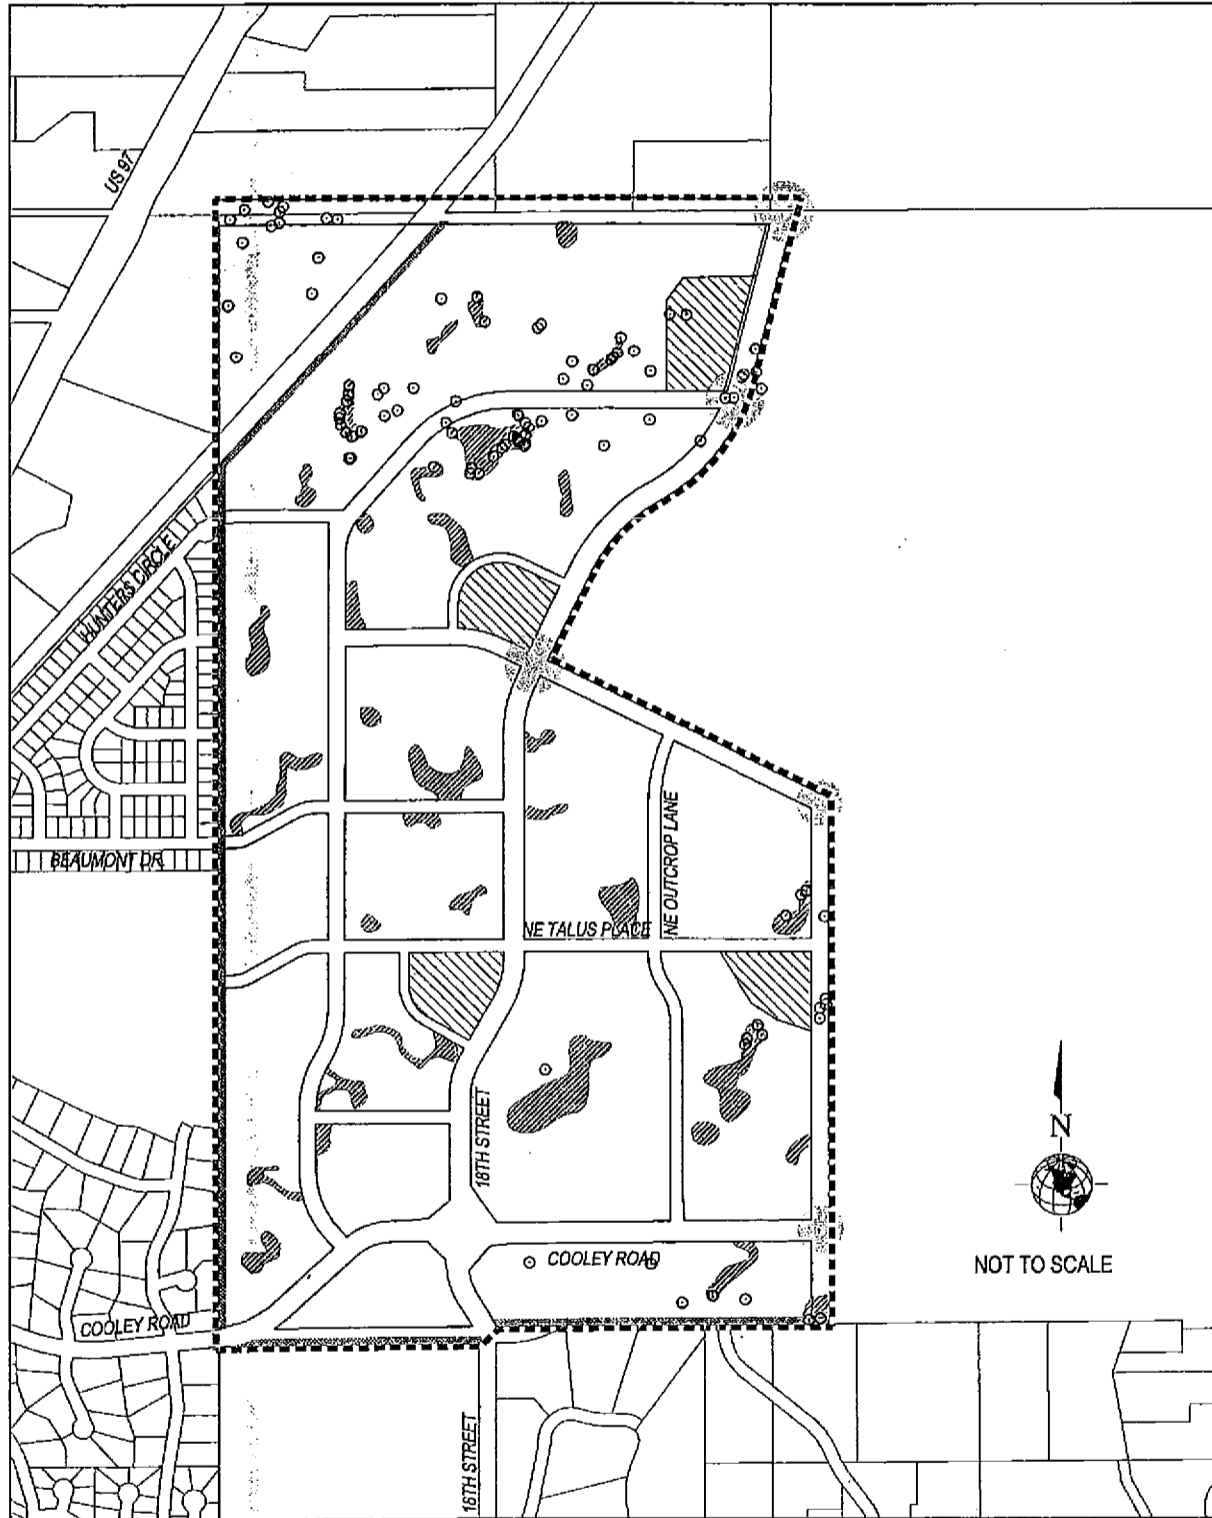 US 97
HUNTERS CIRCLE
BEAUMONT DR
NE OUTCROP LANE
NE TALUS PLACE
18TH STREET
N
NOT TO SCALE
COOLEY ROAD
COOLEY ROAD
16TH STREET